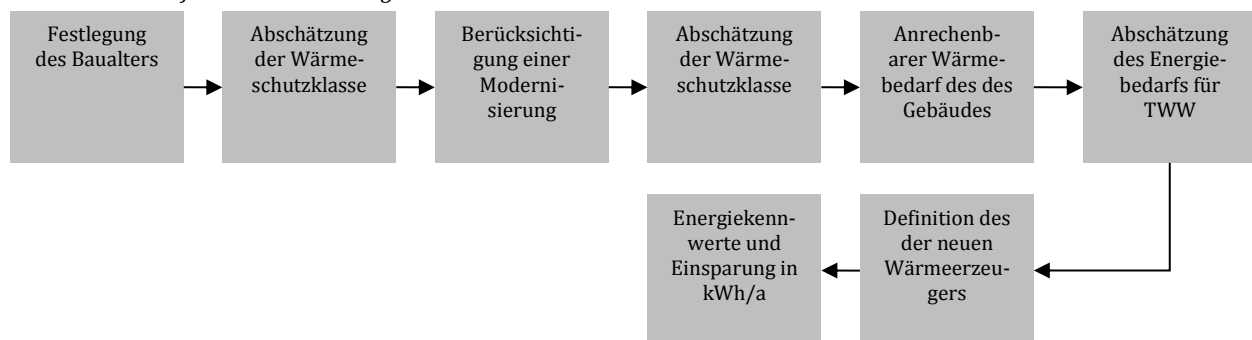 Festlegung
des Baualters
Abschätzung
der Wärme-
schutzklasse
Berücksichti-
gung einer
Moderni-
sierung
Abschätzung
der Wärme-
schutzklasse
Anrechenb-
arer Wärme-
bedarf des des
Gebäudes
Abschätzung
des Energie-
bedarfs für
TWW
Energiekenn-
werte und
Einsparung in
kWh/a
Definition des
der neuen
Wärmeerzeu-
gers